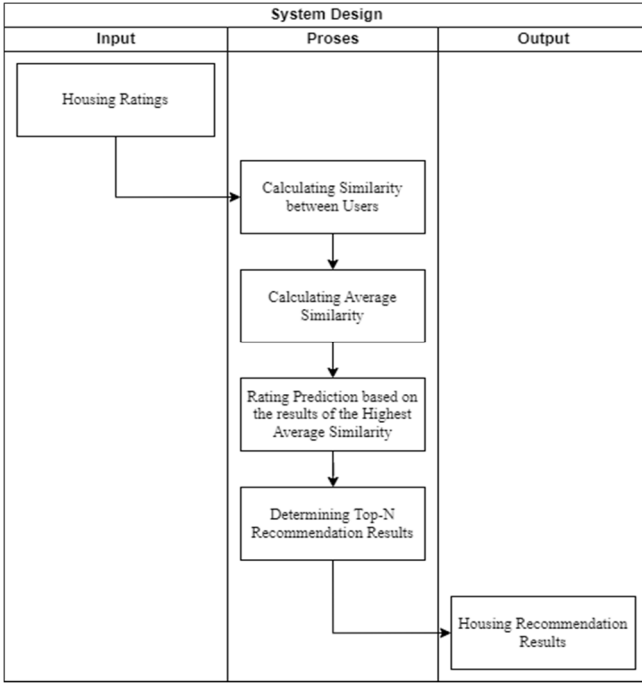 System Design
Input
Proses
Output
Housing Ratings
Calculating Similarity
between Users
Calculating Average
Similarity
Rating Prediction based on
the results of the Highest
Average Similarity
Determining Top-N
Recommendation Results
Housing Recommendation
Results